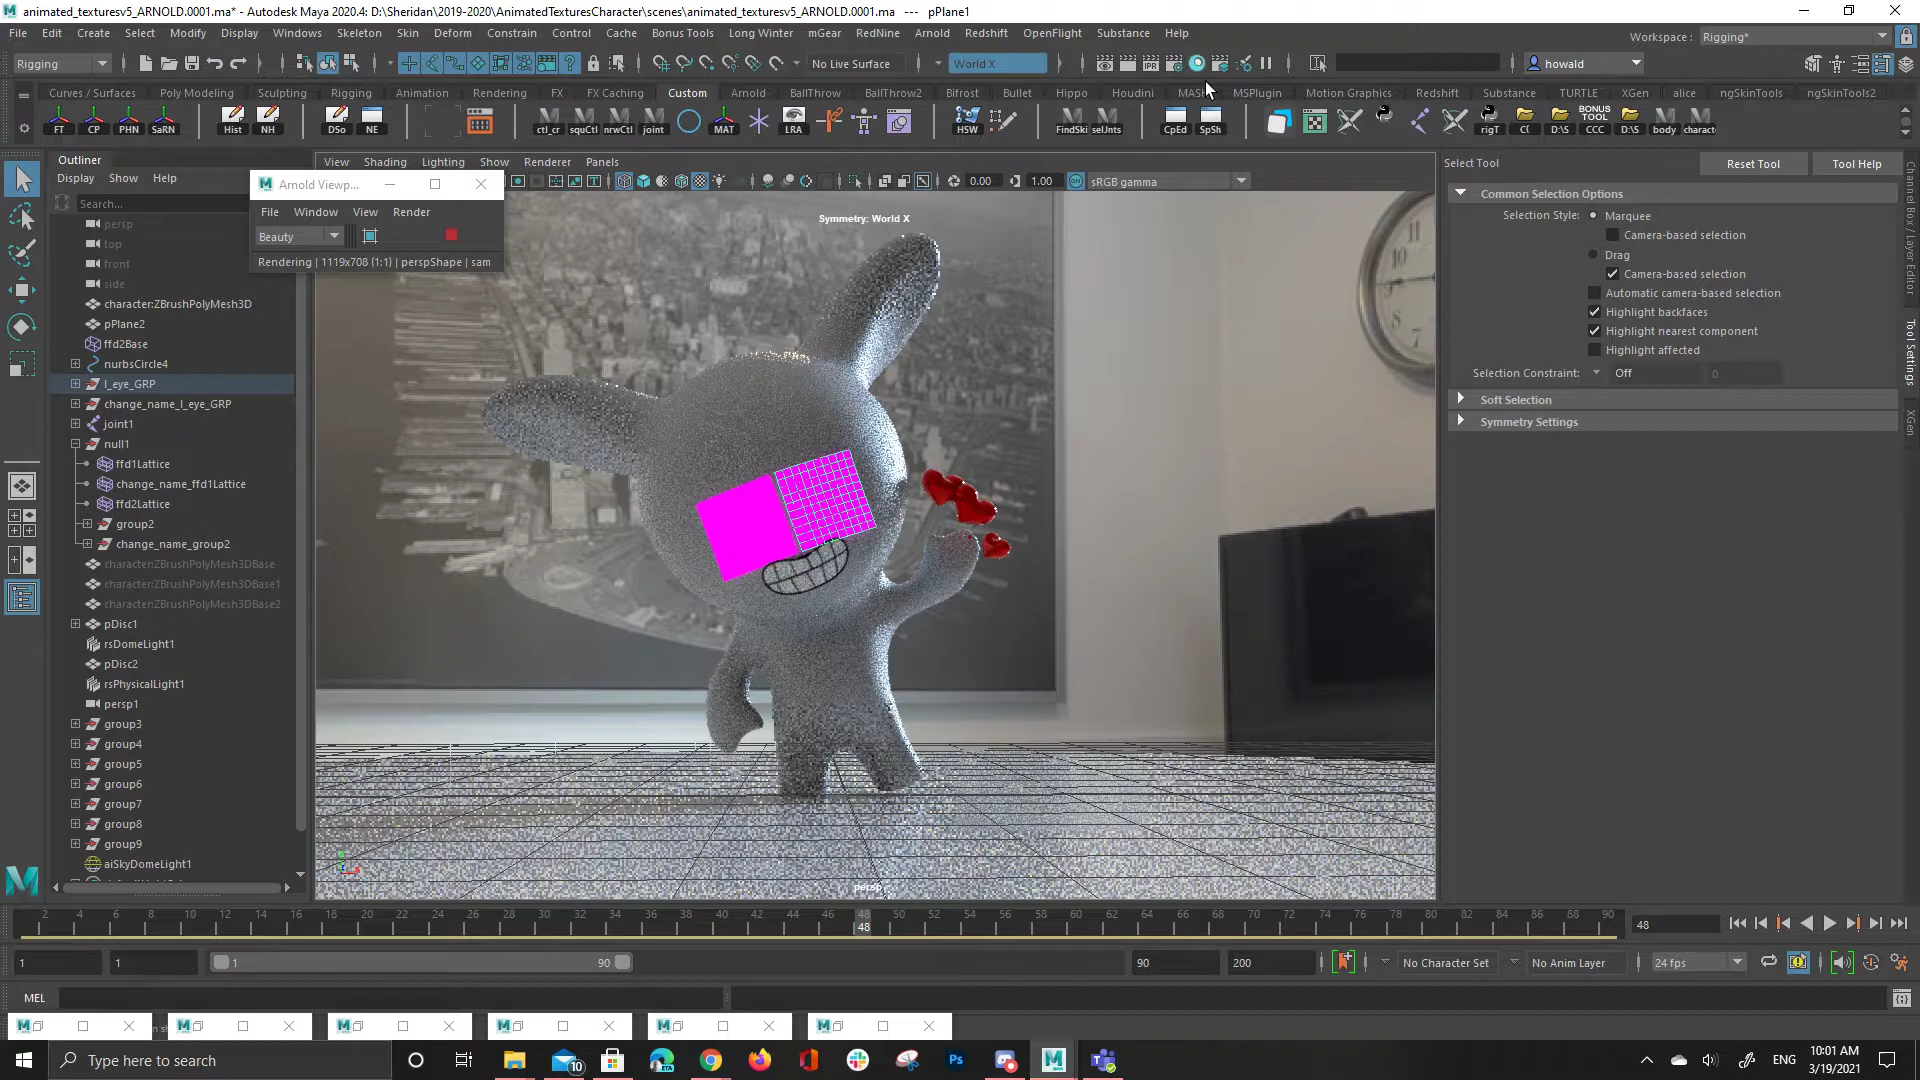 animated_texturesv5_ARNOLD.0001.ma* - Autodesk Maya 2020.4: D:\Sheridan\2019-2020\AnimatedTexturesCharacter\scenes\animated_texturesv5_ARNOLD.0001.ma --- pPlane1
File Edit Create Select Modify Display Windows Skeleton Skin Deform Constrain Control Cache Bonus Tools Long Winter mGear RedNine Arnold Redshift OpenFlight Substance Help
Workspace : Rigging*
Rigging
No Live Surface
World X
howald
Curves / Surfaces Poly Modeling Sculpting Rigging Animation Rendering FX FX Caching Custom Arnold BallThrow BallThrow2 Bifrost Bullet Hippo Houdini MASH MSPlugin Motion Graphics Redshift Substance TURTLE XGen alice ngSkinTools ngSkinTools2
FT CP PHN SaRN Hist NH DSo NE ctl_cr squCtl nrwCtl joint MAT LRA HSW FindSki selJnts CpEd SpSh rigT C( D:\S BONUS TOOL CCC D:\S body charact
Outliner
Display Show Help
Search...
persp
top
front
side
character:ZBrushPolyMesh3D
pPlane2
ffd2Base
nurbsCircle4
l_eye_GRP
change_name_l_eye_GRP
joint1
null1
ffd1Lattice
change_name_ffd1Lattice
ffd2Lattice
group2
change_name_group2
character:ZBrushPolyMesh3DBase
character:ZBrushPolyMesh3DBase1
character:ZBrushPolyMesh3DBase2
pDisc1
rsDomeLight1
pDisc2
rsPhysicalLight1
persp1
group3
group4
group5
group6
group7
group8
group9
aiSkyDomeLight1
View Shading Lighting Show Renderer Panels
0.00 1.00 sRGB gamma
Arnold Viewp...
File Window View Render
Beauty
Rendering | 1119x708 (1:1) | perspShape | sam
Symmetry: World X
persp
Select Tool
Reset Tool Tool Help
Common Selection Options
Selection Style: Marquee
Camera-based selection
Drag
Camera-based selection
Automatic camera-based selection
Highlight backfaces
Highlight nearest component
Highlight affected
Selection Constraint: Off 0
Soft Selection
Symmetry Settings
Channel Box / Layer Editor
Tool Settings
XGen
2 4 6 8 10 12 14 16 18 20 22 24 26 28 30 32 34 36 38 40 42 44 46 48 50 52 54 56 58 60 62 64 66 68 70 72 74 76 78 80 82 84 86 88 90
48
48
1 1 1 90 90 200 No Character Set No Anim Layer 24 fps
MEL
Type here to search
10
ENG
10:01 AM
3/19/2021